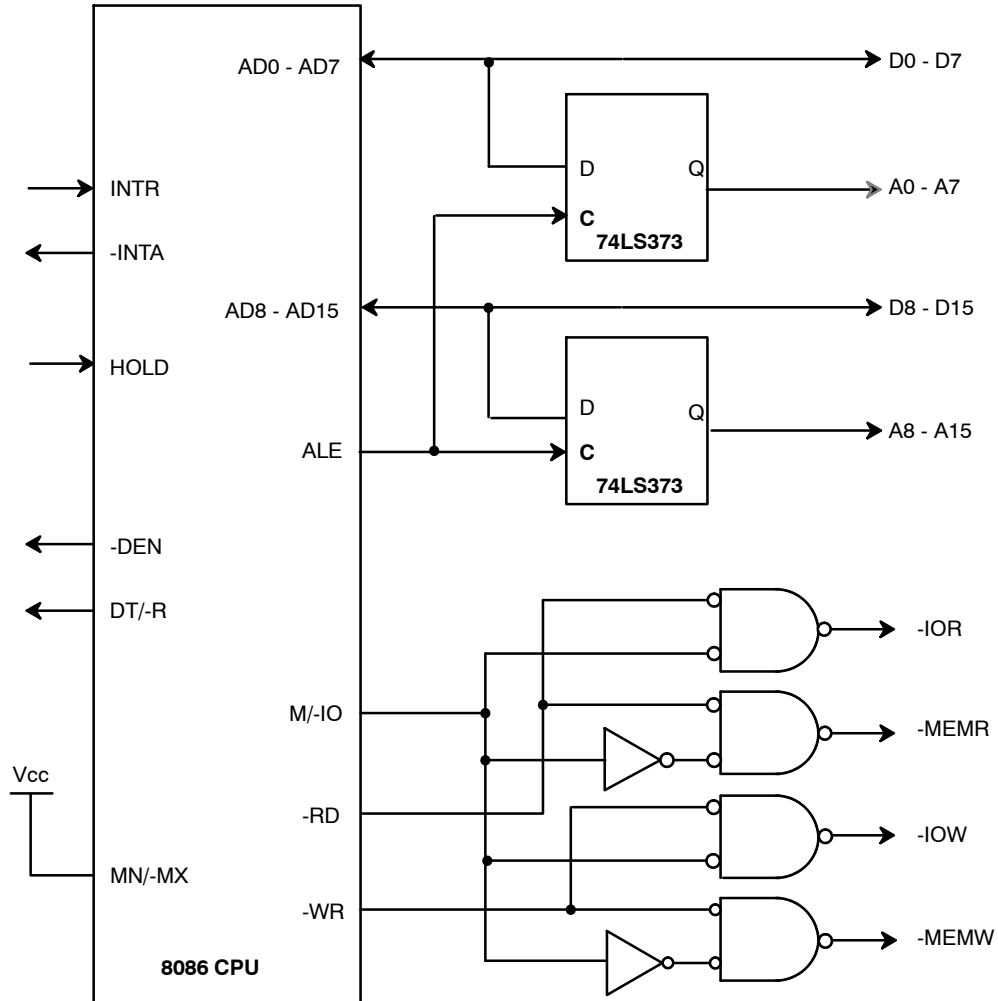 AD0 - AD7
D0 - D7
D
Q
INTR
A0 - A7
C
74LS373
-INTA
AD8 - AD15
D8 - D15
HOLD
D
Q
A8 - A15
ALE
C
74LS373
-DEN
DT/-R
-IOR
M/-IO
-MEMR
Vcc
-RD
-IOW
MN/-MX
-WR
-MEMW
8086 CPU